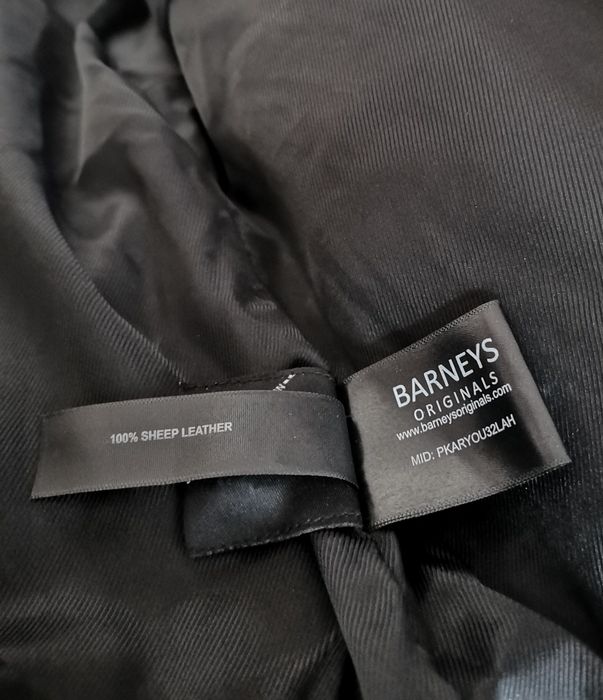 100% SHEEP LEATHER
BARNEYS
ORIGINALS
www.barneysoriginals.com
MID: PKARYOU32LAH